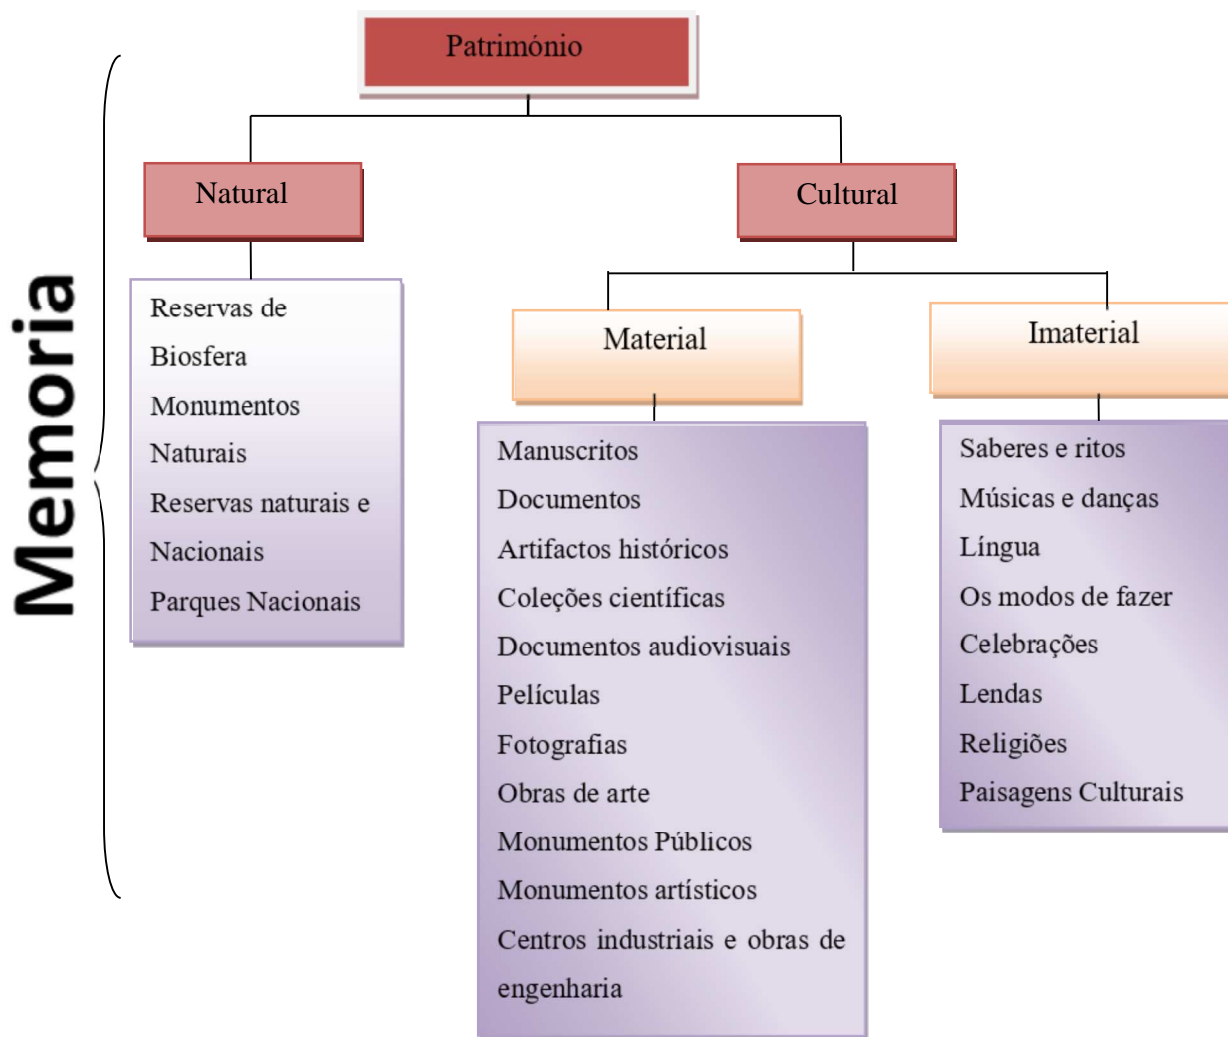 Património
Natural
Cultural
Memoria
Reservas de
Biosfera
Monumentos
Naturais
Reservas naturais e
Nacionais
Parques Nacionais
Material
Manuscritos
Documentos
Artifactos históricos
Coleções científicas
Documentos audiovisuais
Películas
Fotografias
Obras de arte
Monumentos Públicos
Monumentos artísticos
Centros industriais e obras de
engenharia
Imaterial
Saberes e ritos
Músicas e danças
Língua
Os modos de fazer
Celebrações
Lendas
Religiões
Paisagens Culturais